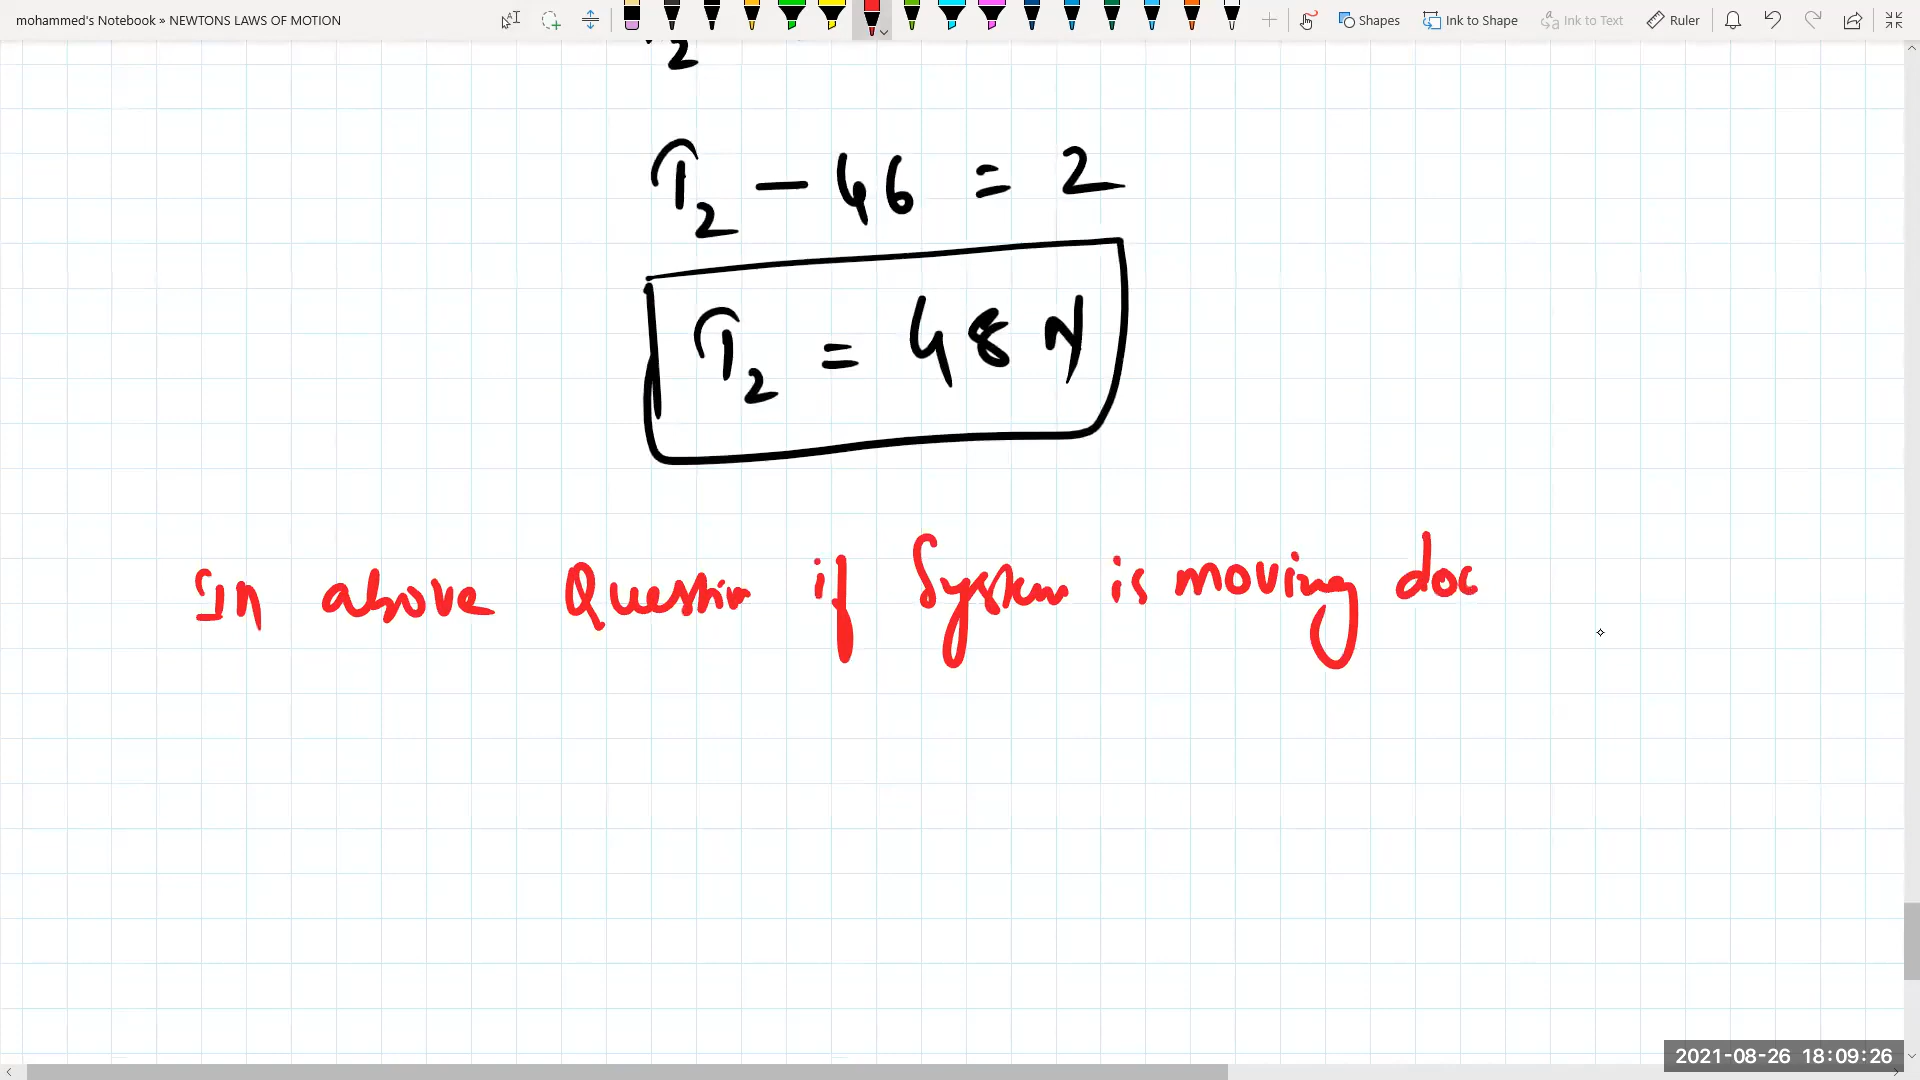 mohammed's Notebook » NEWTONS LAWS OF MOTION
Shapes Ink to Shape Ink to Text Ruler
2
T2 - 46 = 2
T2 = 48 N
In above Question if System is moving doc
2021-08-26 18:09:26